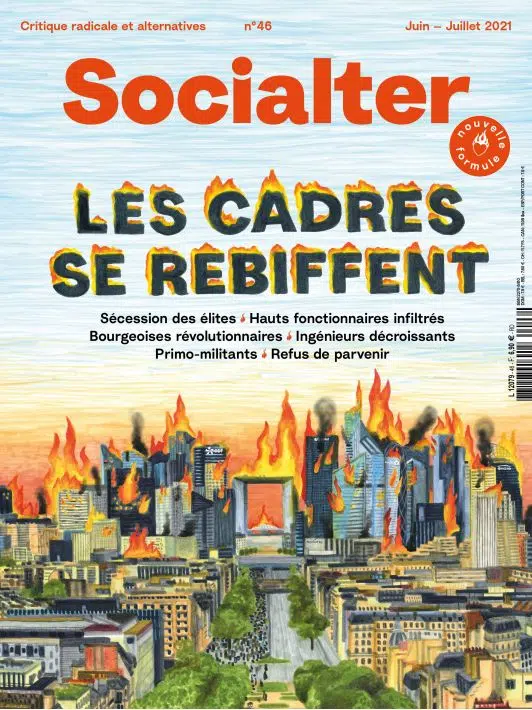 Critique radicale et alternatives n°46 Juin – Juillet 2021
Socialter
nouvelle formule
LES CADRES
SE REBIFFENT
Sécession des élites Hauts fonctionnaires infiltrés
Bourgeoises révolutionnaires Ingénieurs décroissants
Primo-militants Refus de parvenir
L 12079 - 46 - F: 6,90 € - RD